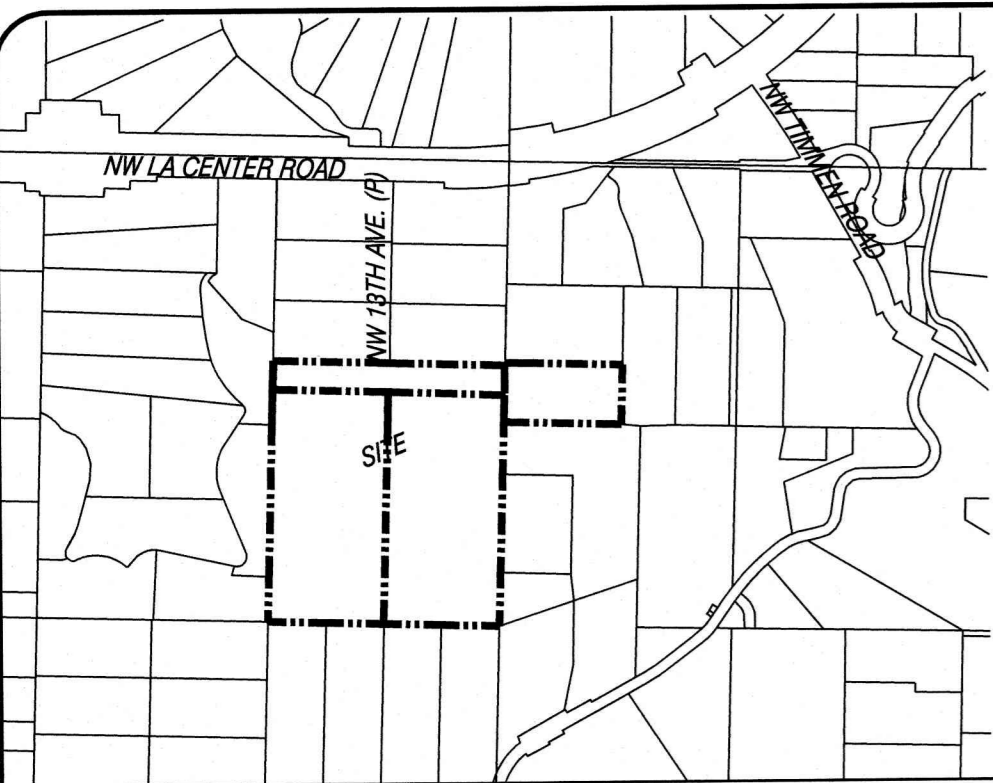 NW LA CENTER ROAD
NW 13TH AVE. (P)
NW TIMMEN ROAD
SITE